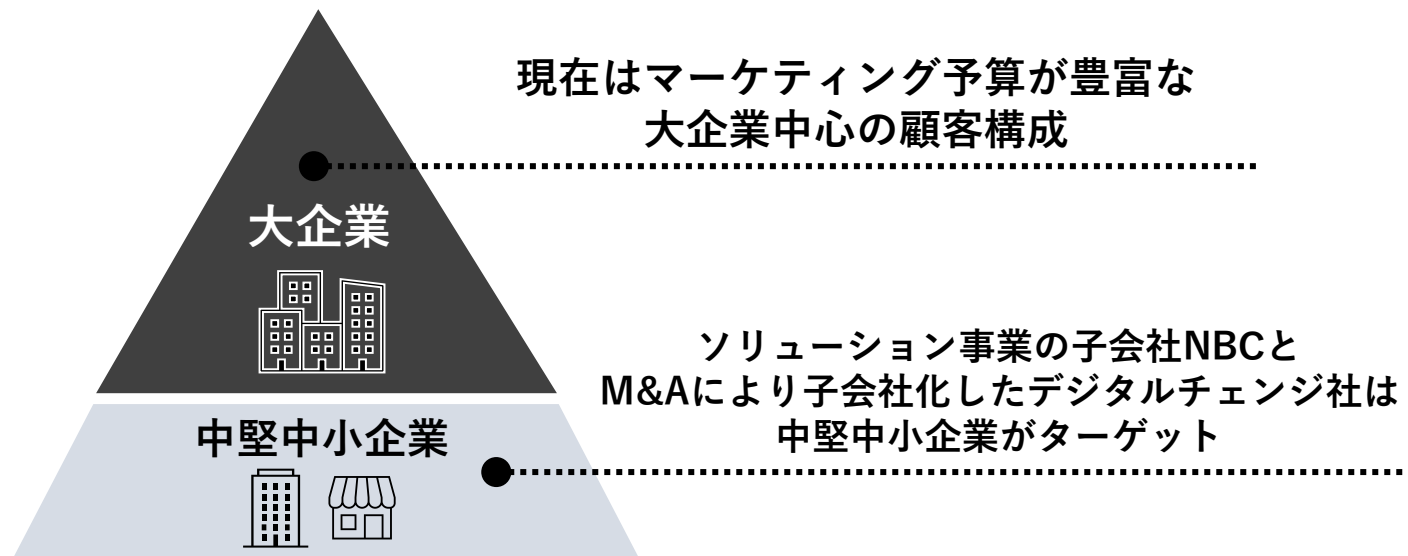 現在はマーケティング予算が豊富な
大企業中心の顧客構成
大企業
ソリューション事業の子会社NBCと
M&Aにより子会社化したデジタルチェンジ社は
中堅中小企業がターゲット
中堅中小企業